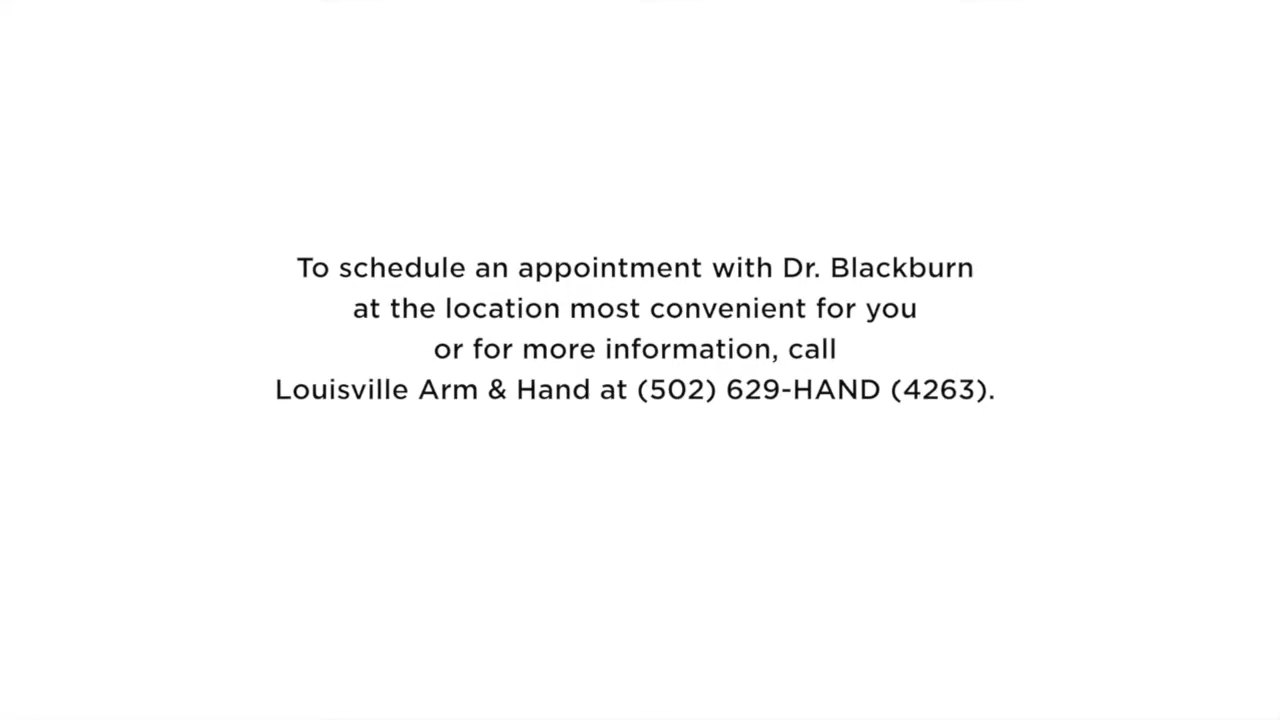 To schedule an appointment with Dr. Blackburn
at the location most convenient for you
or for more information, call
Louisville Arm & Hand at (502) 629-HAND (4263).